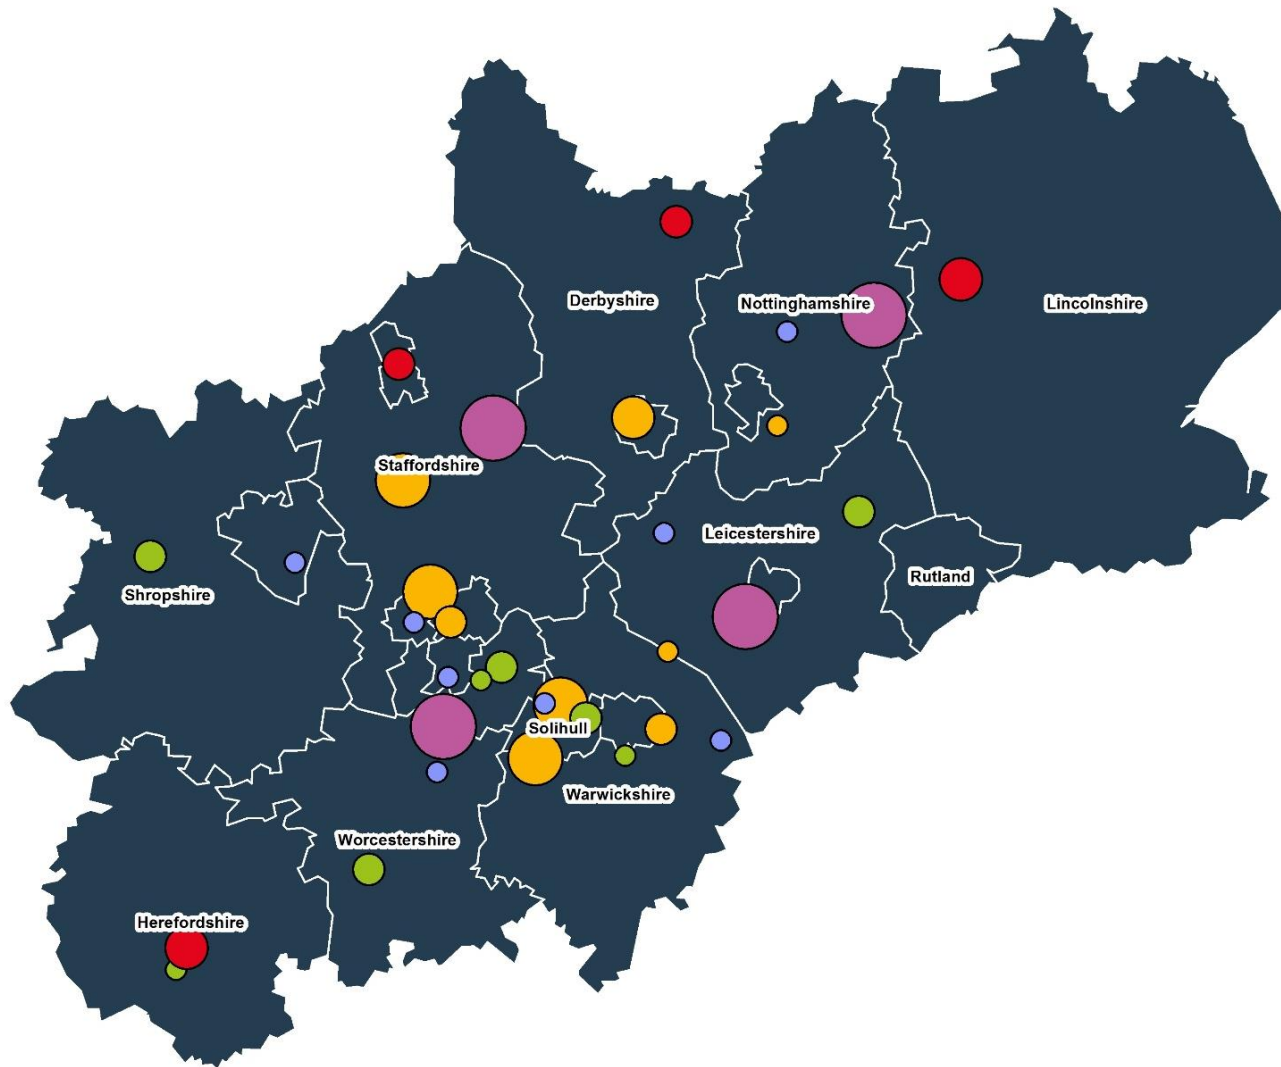 Derbyshire
Nottinghamshire
Lincolnshire
Staffordshire
Leicestershire
Rutland
Shropshire
Solihull
Warwickshire
Worcestershire
Herefordshire